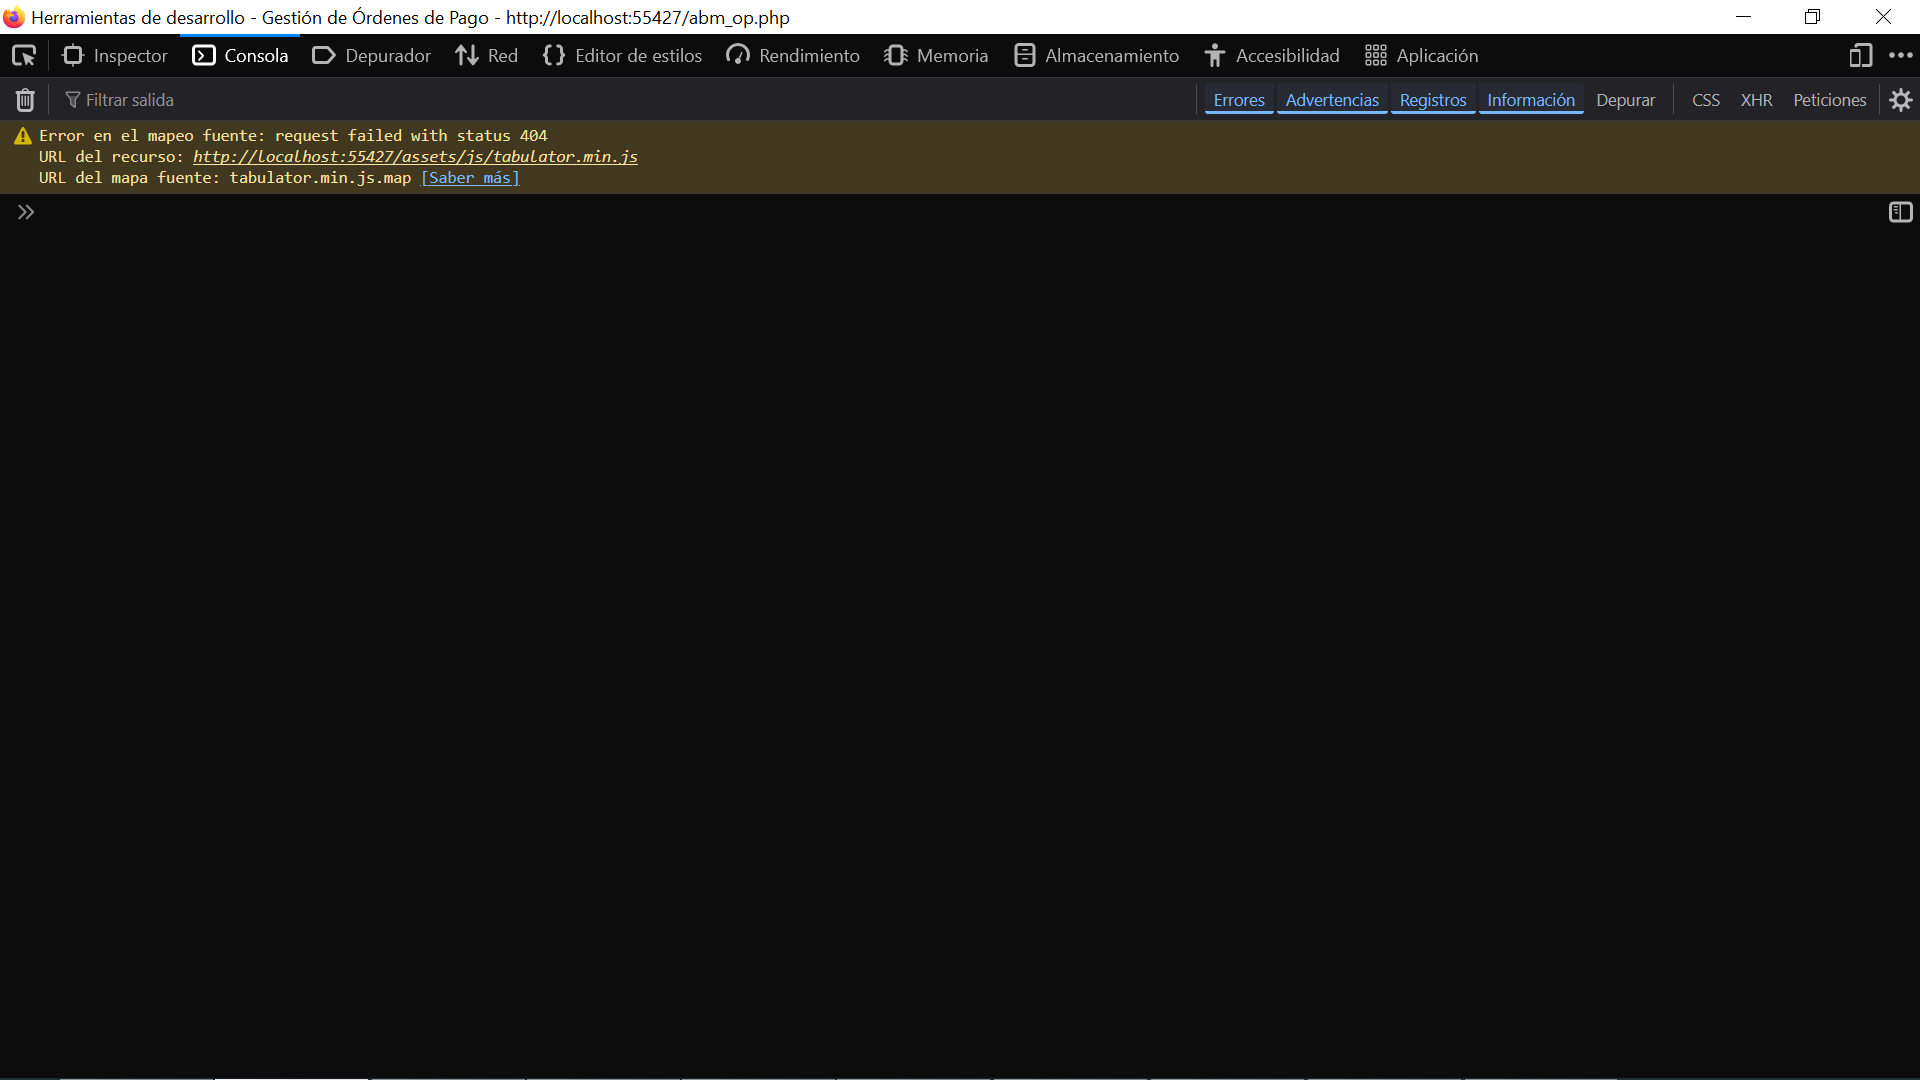 Herramientas de desarrollo - Gestión de Órdenes de Pago - http://localhost:55427/abm_op.php
Inspector Consola Depurador Red Editor de estilos Rendimiento Memoria Almacenamiento Accesibilidad Aplicación
Filtrar salida Errores Advertencias Registros Información Depurar CSS XHR Peticiones
Error en el mapeo fuente: request failed with status 404
URL del recurso: http://localhost:55427/assets/js/tabulator.min.js
URL del mapa fuente: tabulator.min.js.map [Saber más]